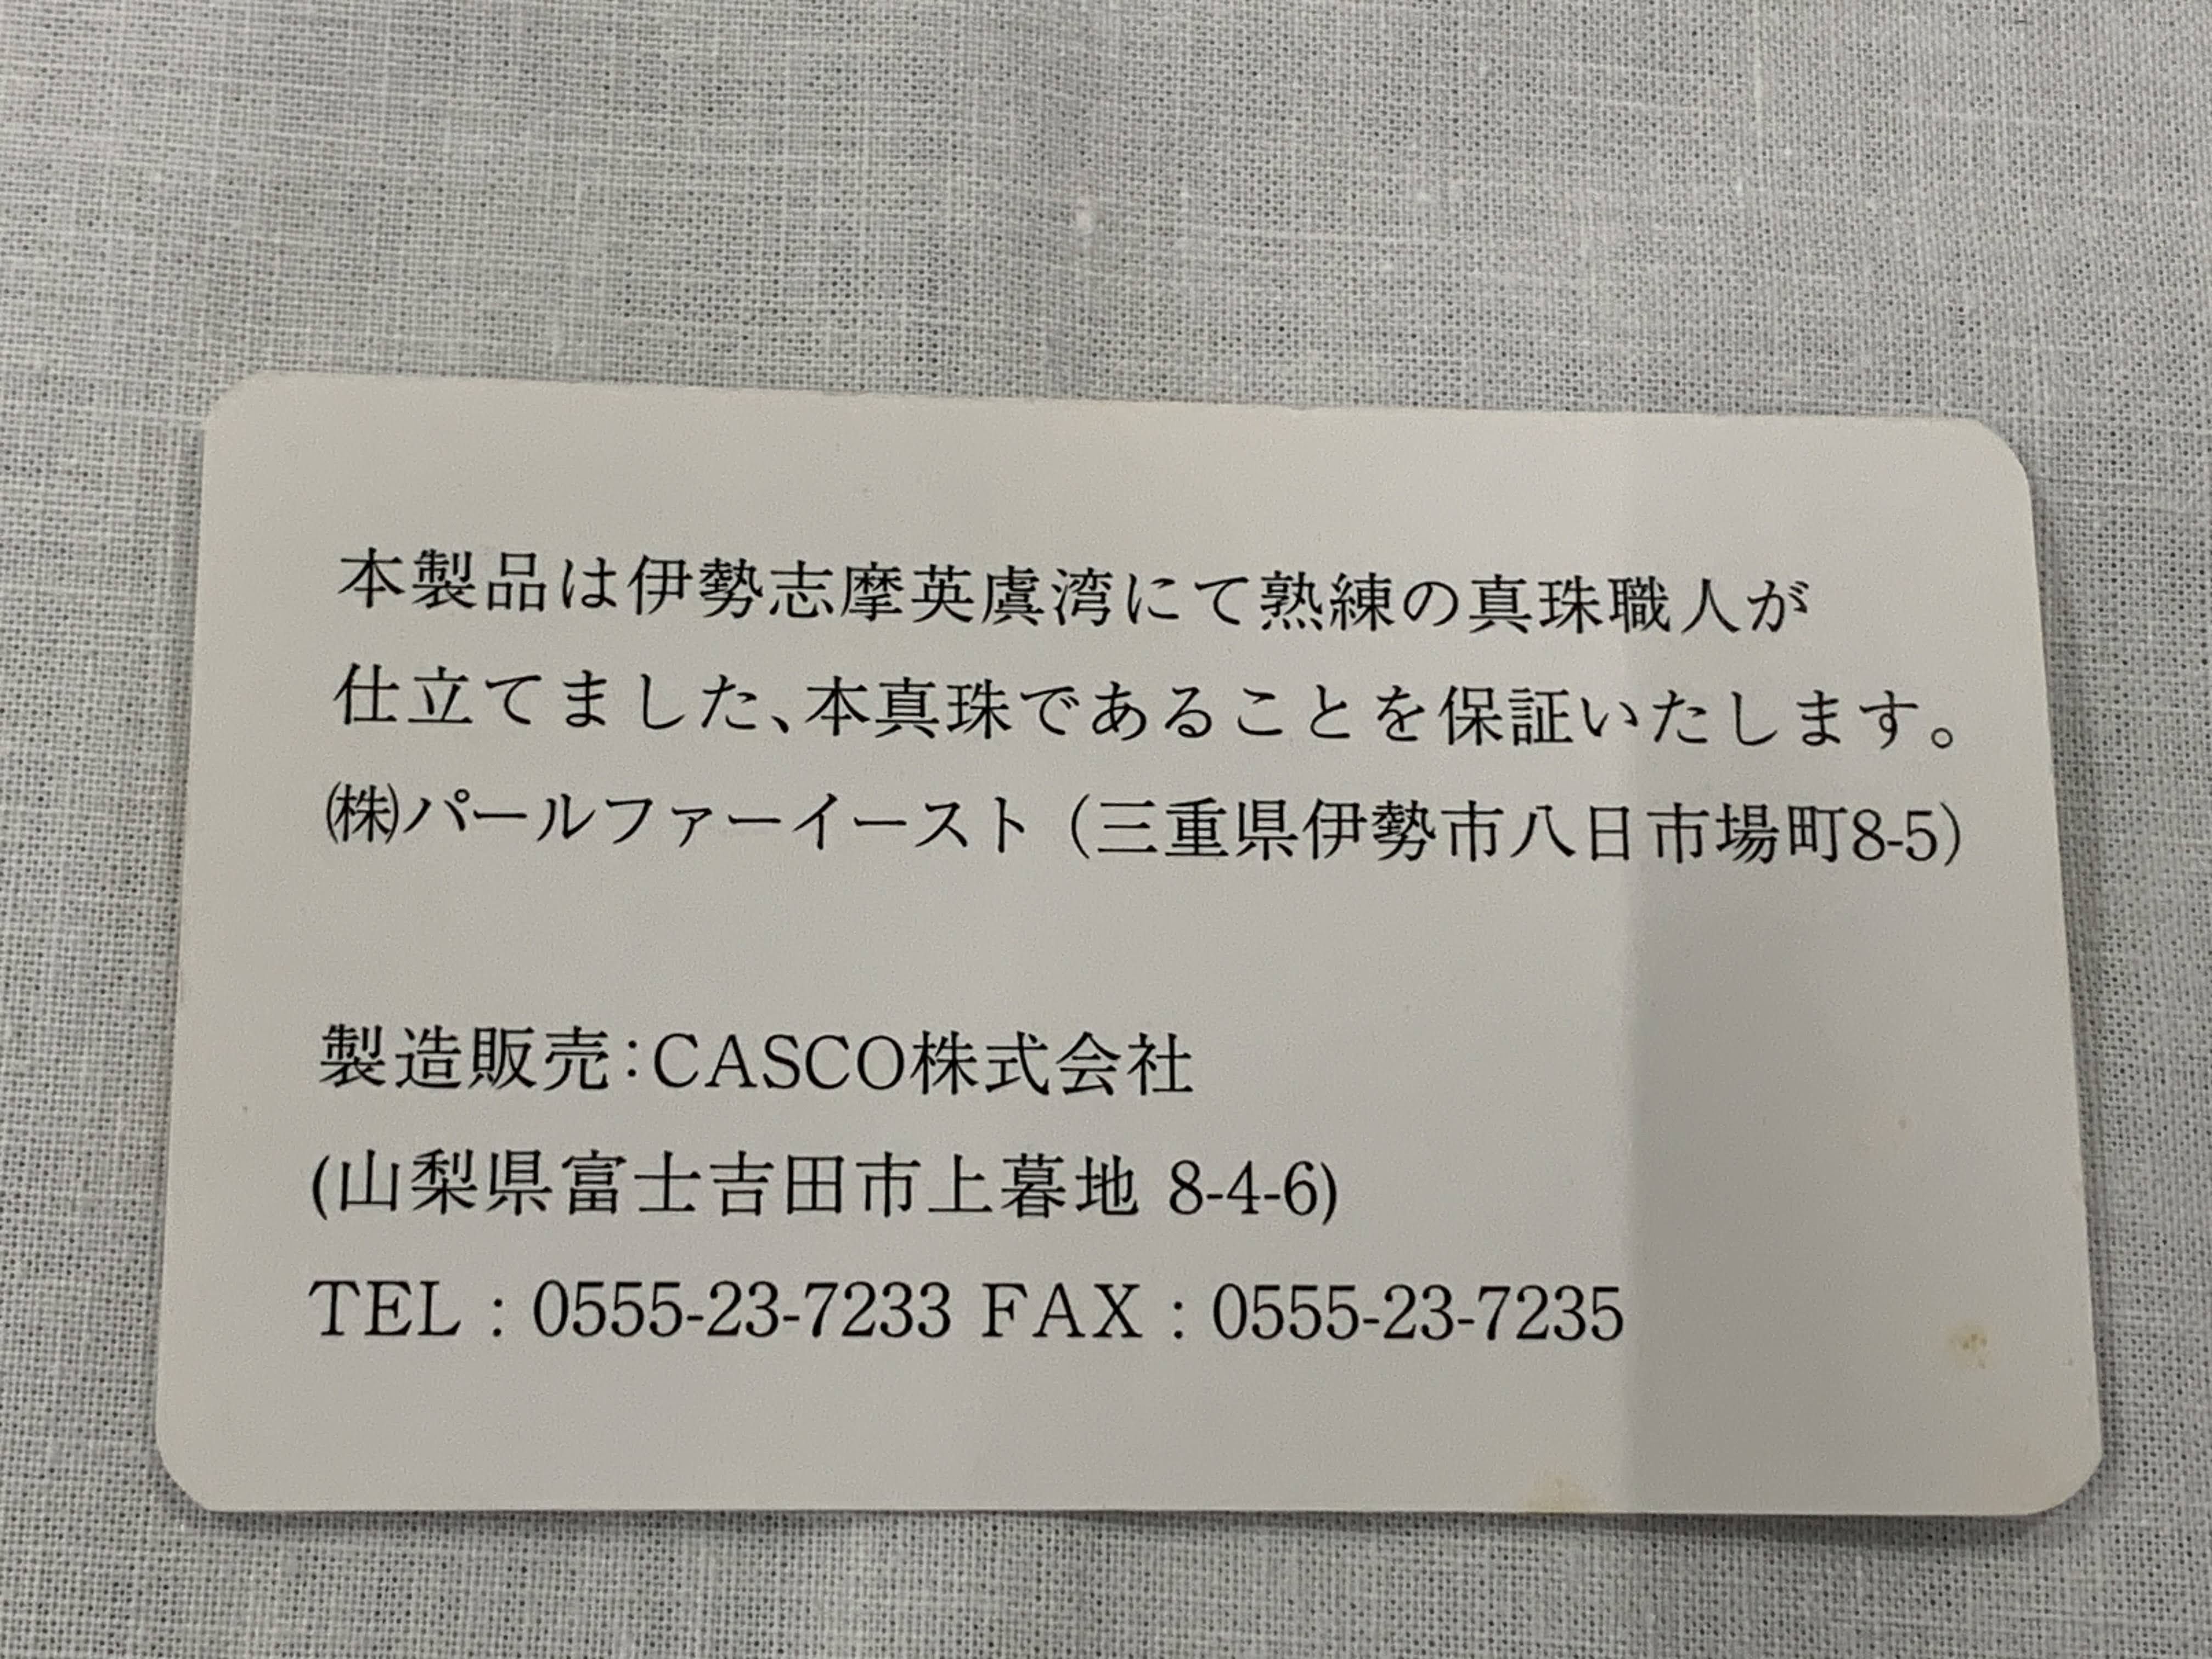 本製品は伊勢志摩英虞湾にて熟練の真珠職人が
仕立てました、本真珠であることを保証いたします。
㈱パールファーイースト（三重県伊勢市八日市場町8-5）
製造販売：CASCO株式会社
(山梨県富士吉田市上暮地 8-4-6)
TEL : 0555-23-7233 FAX : 0555-23-7235